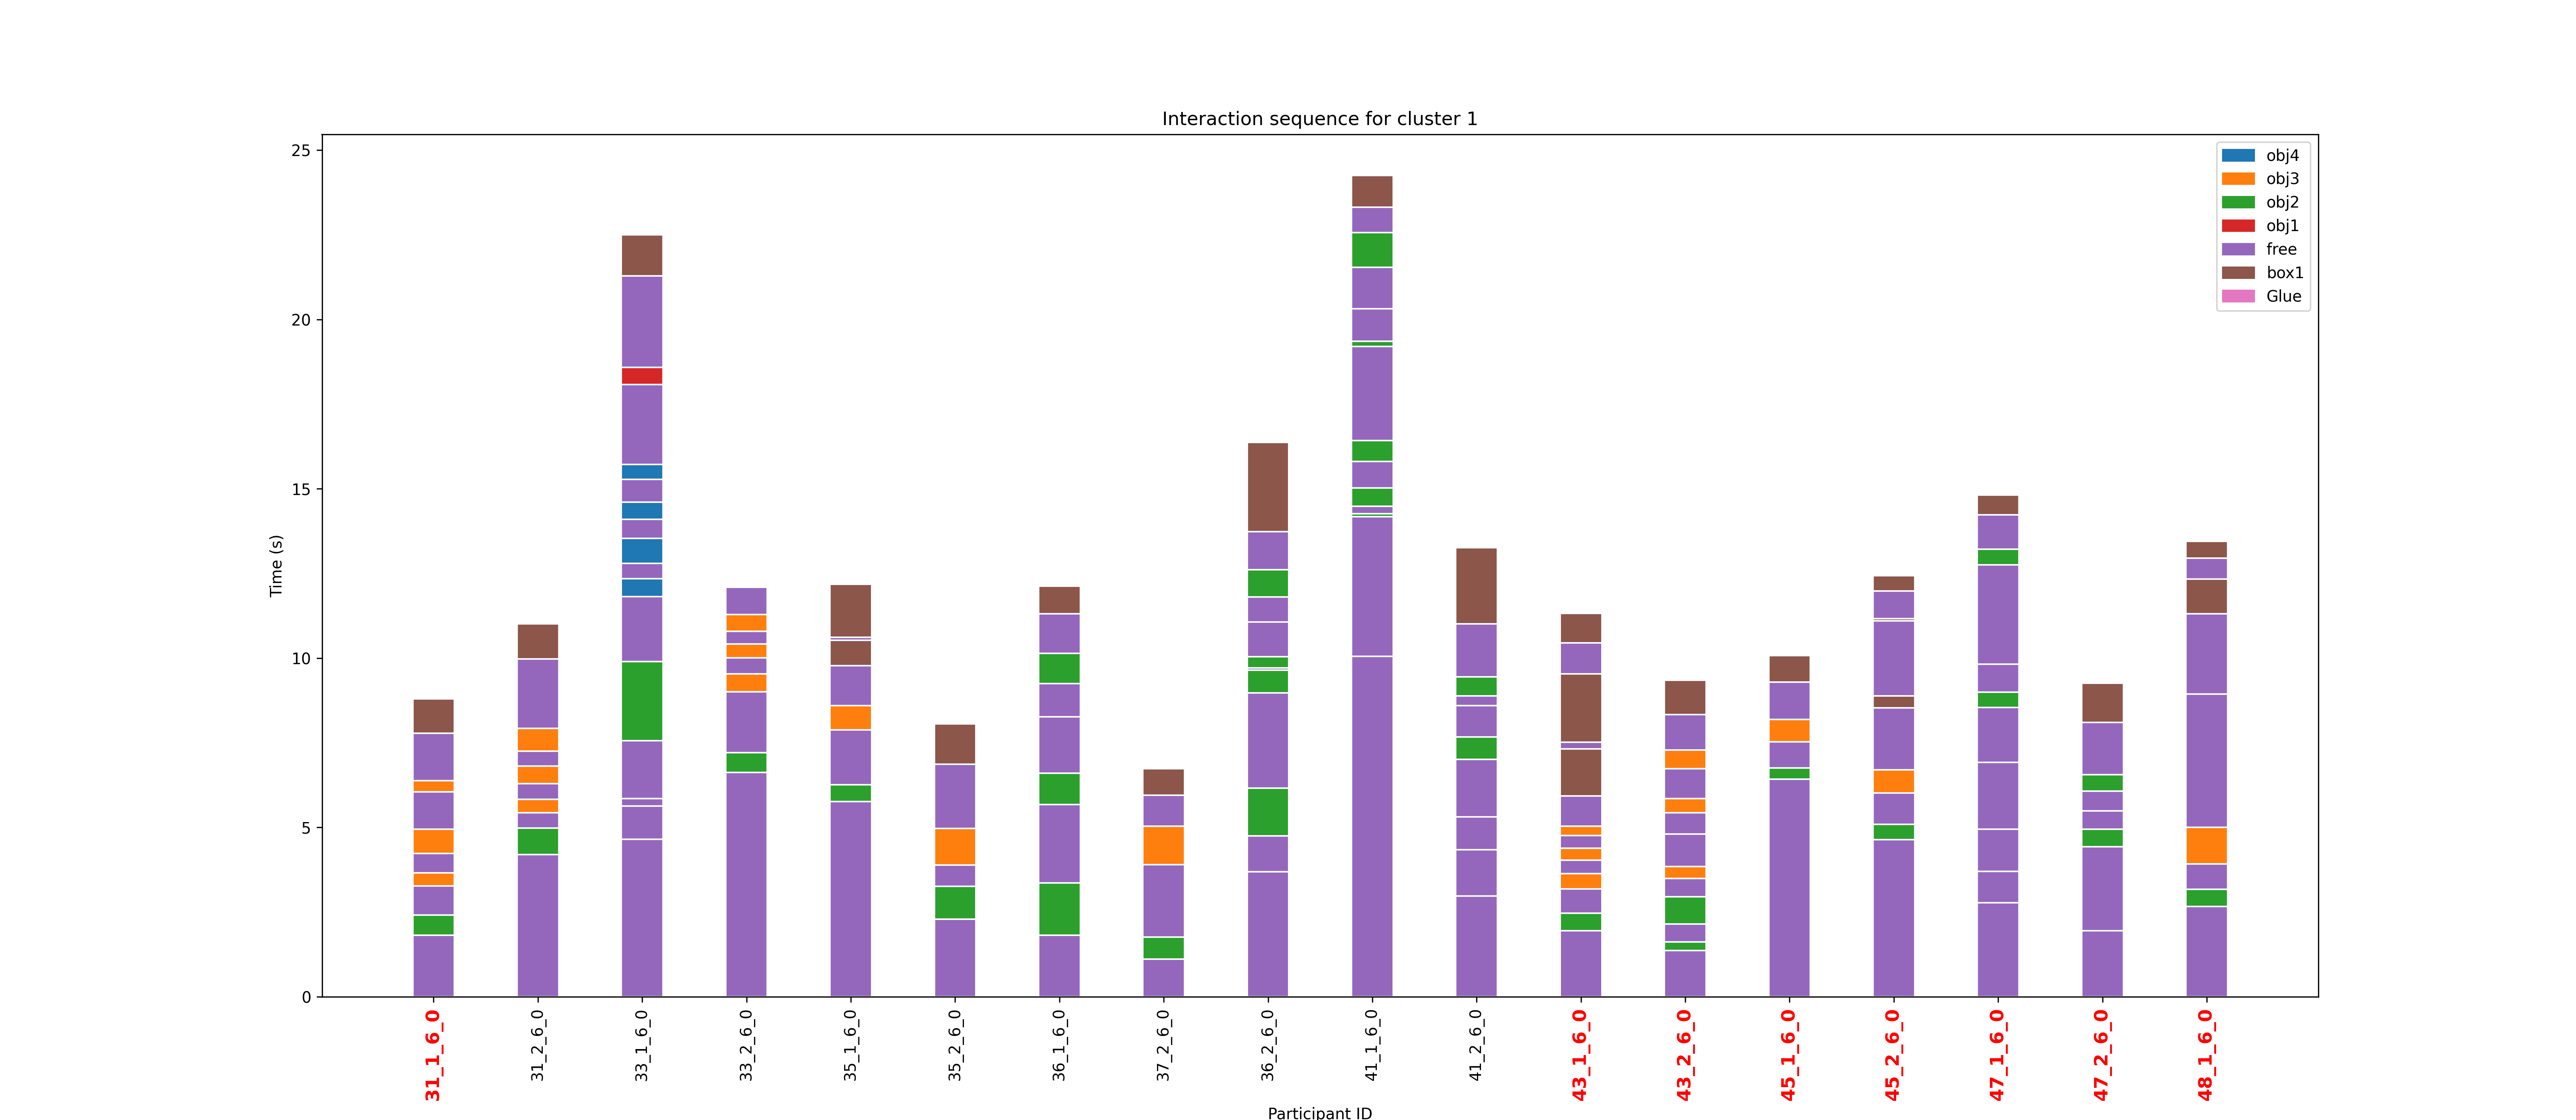 Interaction sequence for cluster 1
25
20
15
10
5
0
Time (s)
obj4
obj3
obj2
obj1
free
box1
Glue
31_1_6_0
31_2_6_0
33_1_6_0
33_2_6_0
35_1_6_0
35_2_6_0
36_1_6_0
37_2_6_0
36_2_6_0
41_1_6_0
41_2_6_0
43_1_6_0
43_2_6_0
45_1_6_0
45_2_6_0
47_1_6_0
47_2_6_0
48_1_6_0
Participant ID